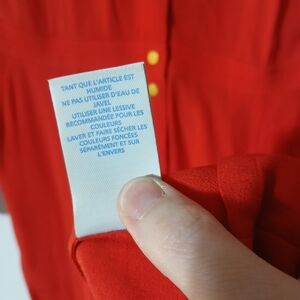 TANT QUE L'ARTICLE EST
HUMIDE
NE PAS UTILISER D'EAU DE
JAVEL
UTILISER UNE LESSIVE
RECOMMANDÉE POUR LES
COULEURS
LAVER ET FAIRE SÉCHER LES
COULEURS FONCÉES
SÉPARÉMENT ET SUR
L'ENVERS